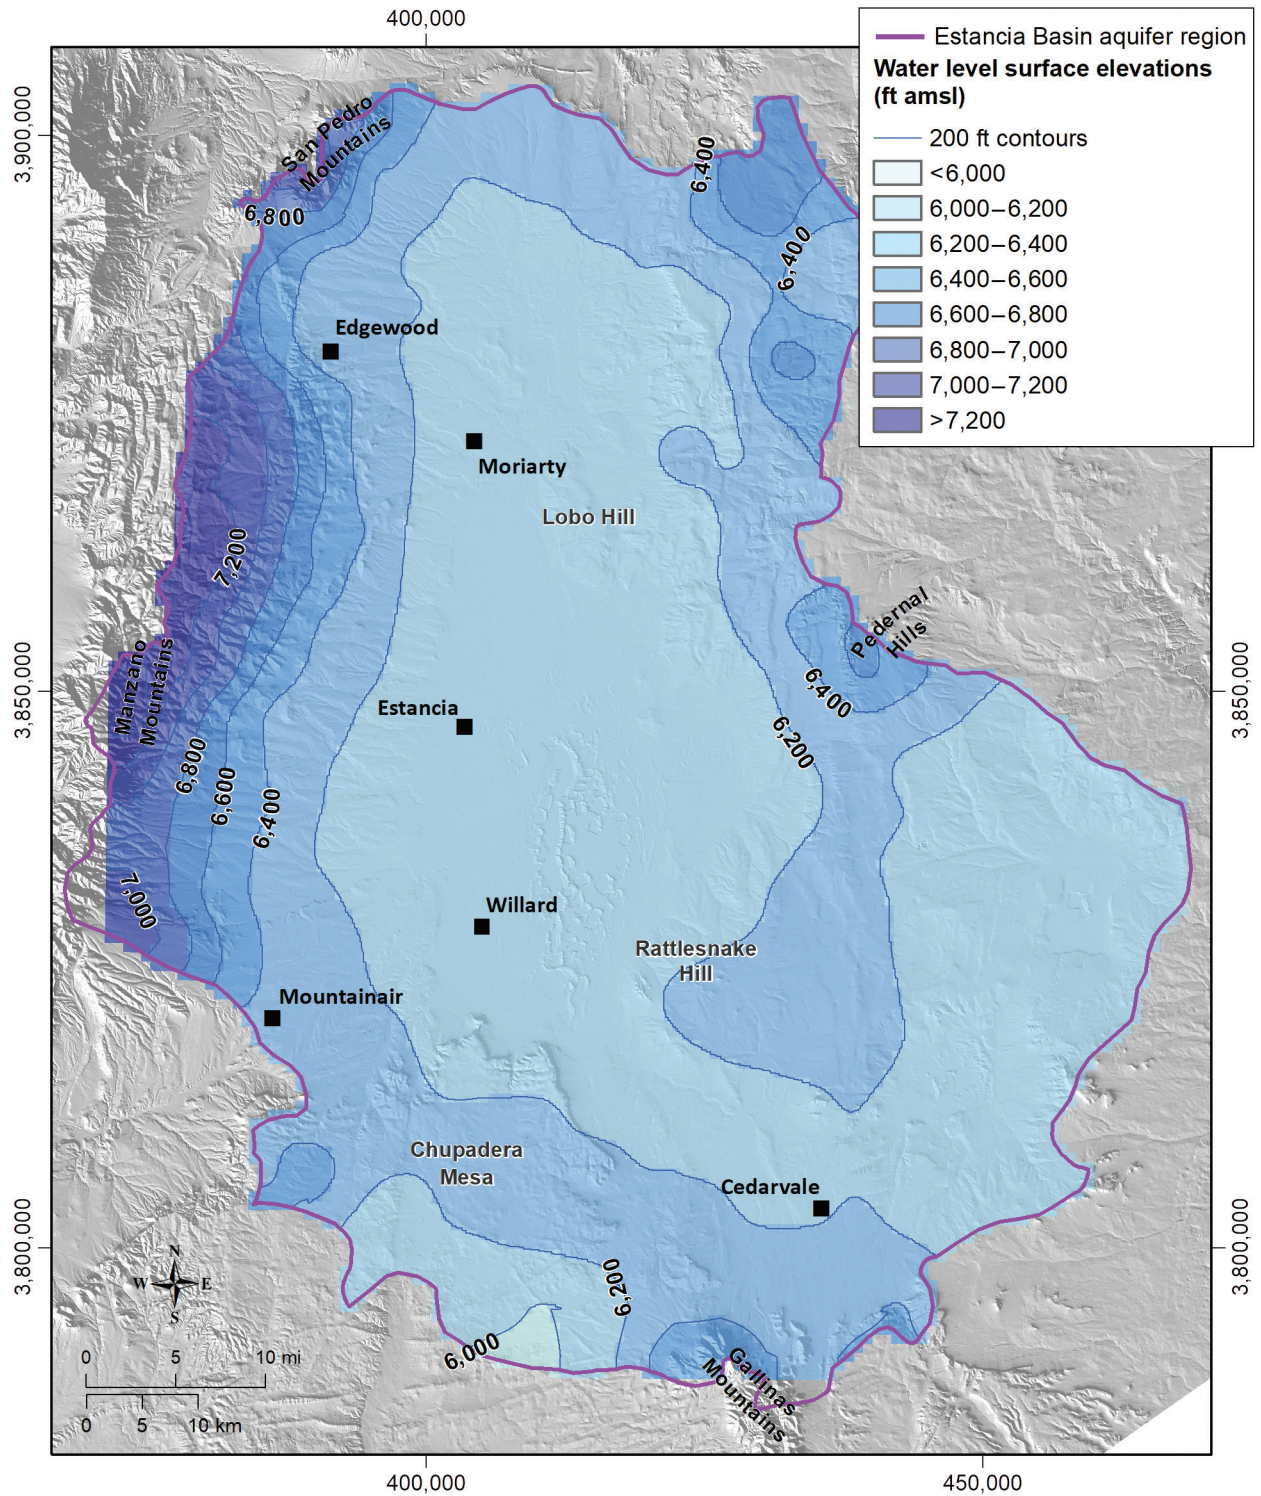 400,000
Estancia Basin aquifer region
Water level surface elevations
(ft amsl)
200 ft contours
<6,000
6,000–6,200
6,200–6,400
6,400–6,600
6,600–6,800
6,800–7,000
7,000–7,200
>7,200
3,900,000
San Pedro
Mountains
6,800
6,400
6,400
Edgewood
Moriarty
Lobo Hill
7,200
Pedernal
Hills
Manzano
Mountains
3,850,000
3,850,000
6,400
Estancia
6,200
6,800
6,600
6,400
7,000
Willard
Rattlesnake
Hill
Mountainair
Chupadera
Mesa
Cedarvale
3,800,000
3,800,000
N
W E
S
6,200
6,000
Gallinas
Mountains
0 5 10 mi
0 5 10 km
400,000
450,000